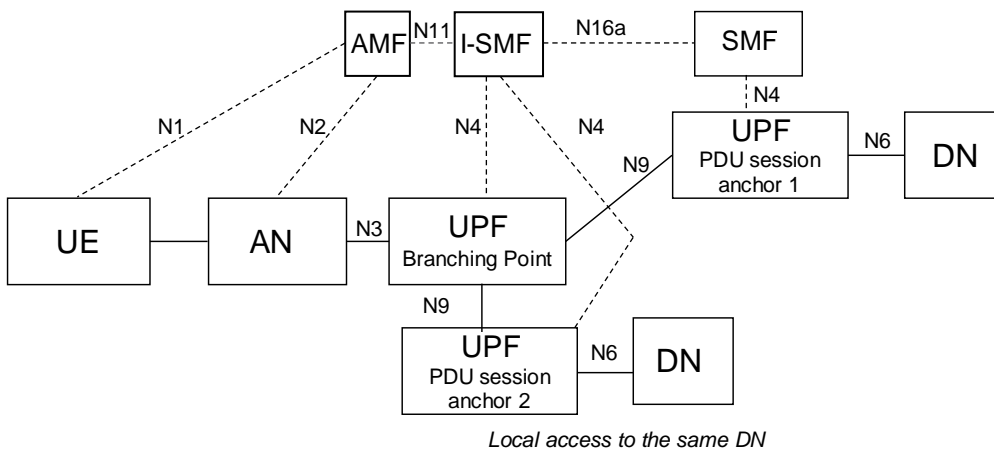 AMF
N11
I-SMF
N16a
SMF
N1
N2
N4
N4
N4
UPF
PDU session
anchor 1
N6
DN
N9
UE
AN
N3
UPF
Branching Point
N9
UPF
PDU session
anchor 2
N6
DN
Local access to the same DN